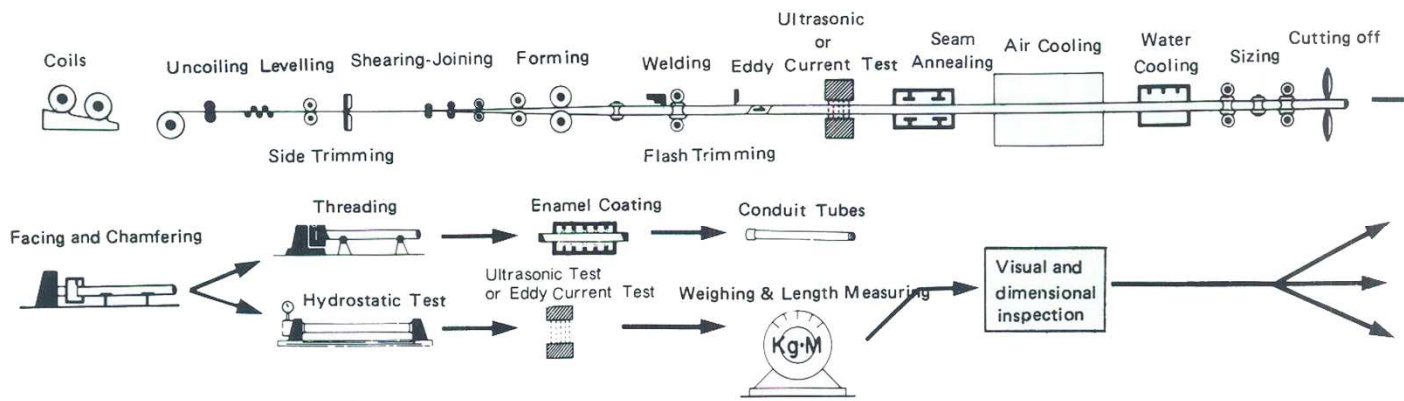 Ultrasonic
or
Coils
Uncoiling Levelling
Shearing-Joining
Forming
Welding
Eddy Current Test
Seam
Annealing
Air Cooling
Water
Cooling
Sizing
Cutting off
Side Trimming
Flash Trimming
Facing and Chamfering
Threading
Enamel Coating
Conduit Tubes
Hydrostatic Test
Ultrasonic Test
or Eddy Current Test
Weighing & Length Measuring
Kg·M
Visual and
dimensional
inspection